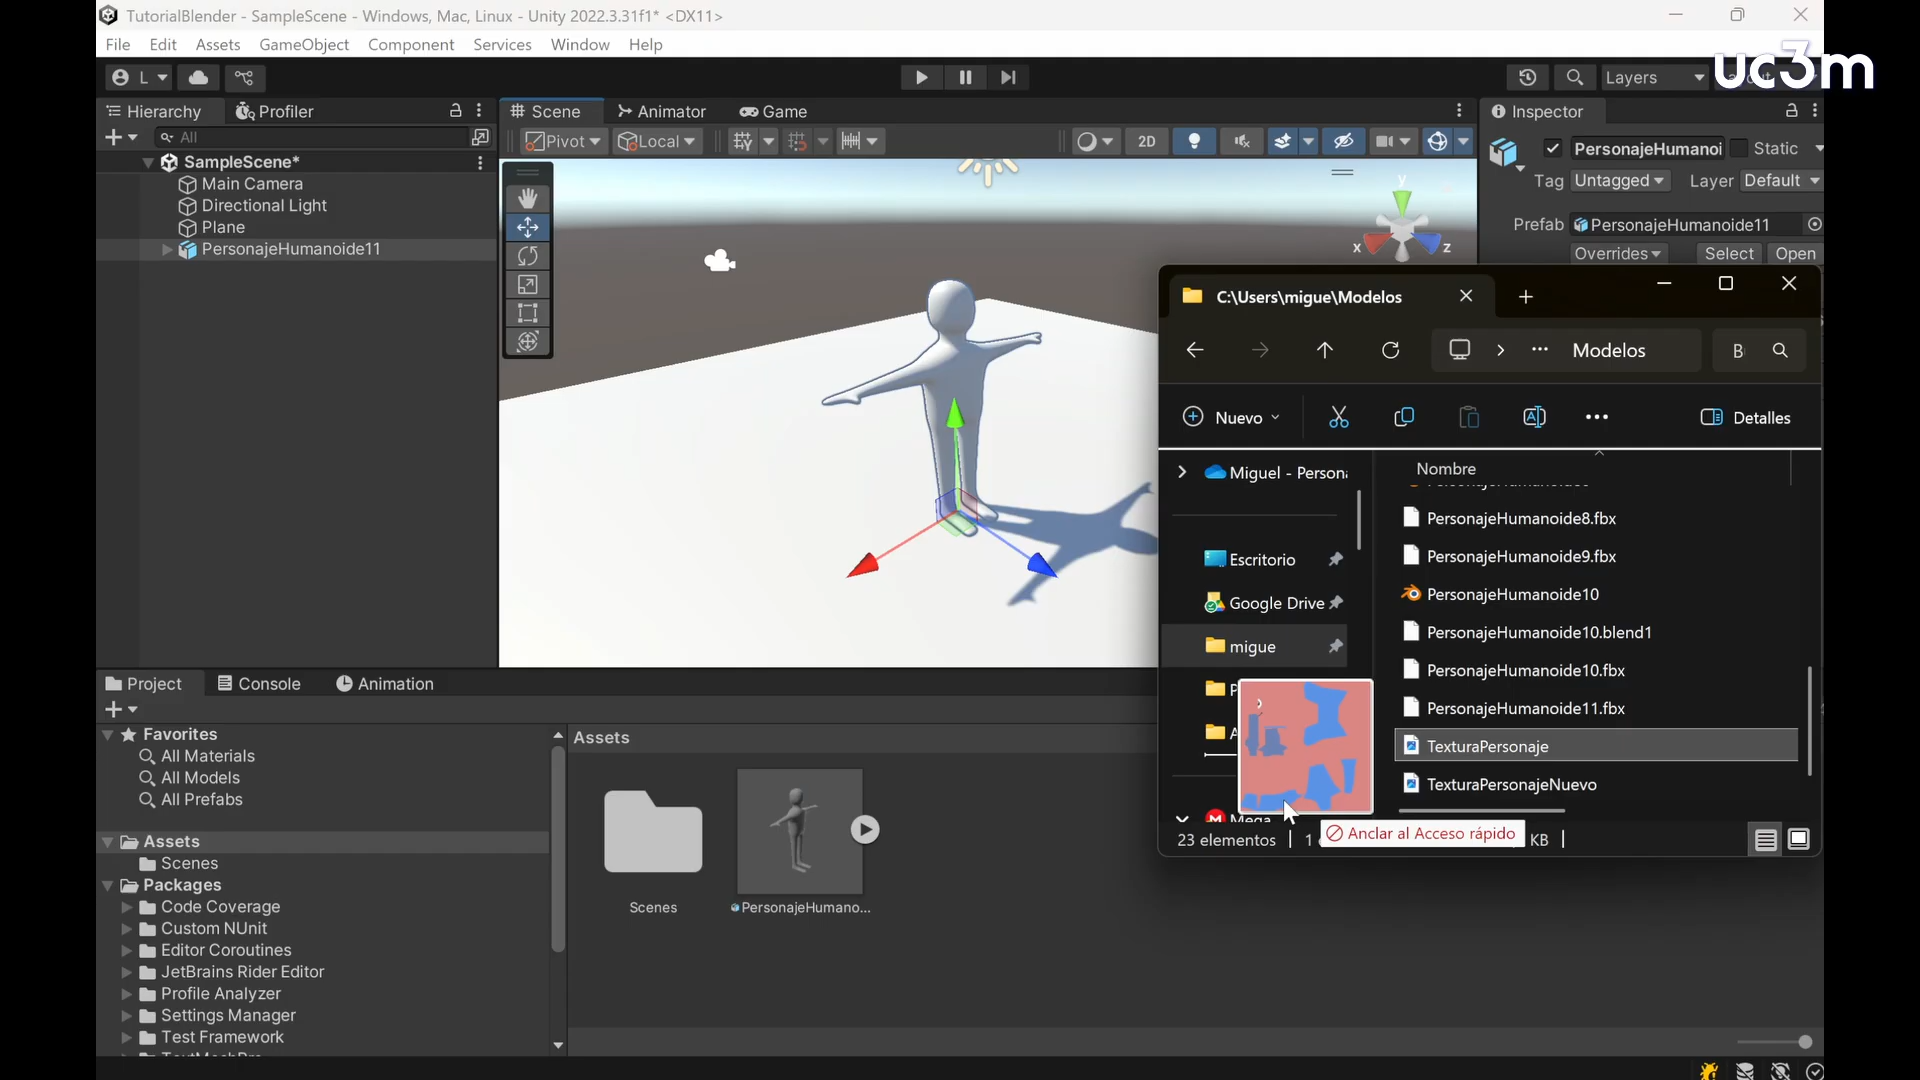 TutorialBlender - SampleScene - Windows, Mac, Linux - Unity 2022.3.31f1* <DX11>
File Edit Assets GameObject Component Services Window Help
uc3m
L
Layers
Hierarchy Profiler
Scene Animator Game
Inspector
All
Pivot Local
2D
PersonajeHumanoi Static
SampleScene*
Main Camera
Directional Light
Plane
PersonajeHumanoide11
y
x
z
Tag Untagged Layer Default
Prefab PersonajeHumanoide11
Overrides Select Open
C:\Users\migue\Modelos
Modelos
B
Nuevo
Detalles
Miguel - Persona
Escritorio
Google Drive
migue
P
A
Mega
Nombre
PersonajeHumanoide8.fbx
PersonajeHumanoide9.fbx
PersonajeHumanoide10
PersonajeHumanoide10.blend1
PersonajeHumanoide10.fbx
PersonajeHumanoide11.fbx
TexturaPersonaje
TexturaPersonajeNuevo
Anclar al Acceso rápido
23 elementos
1
KB
Project Console Animation
Favorites
All Materials
All Models
All Prefabs
Assets
Scenes
Packages
Code Coverage
Custom NUnit
Editor Coroutines
JetBrains Rider Editor
Profile Analyzer
Settings Manager
Test Framework
Assets
Scenes
PersonajeHumano...